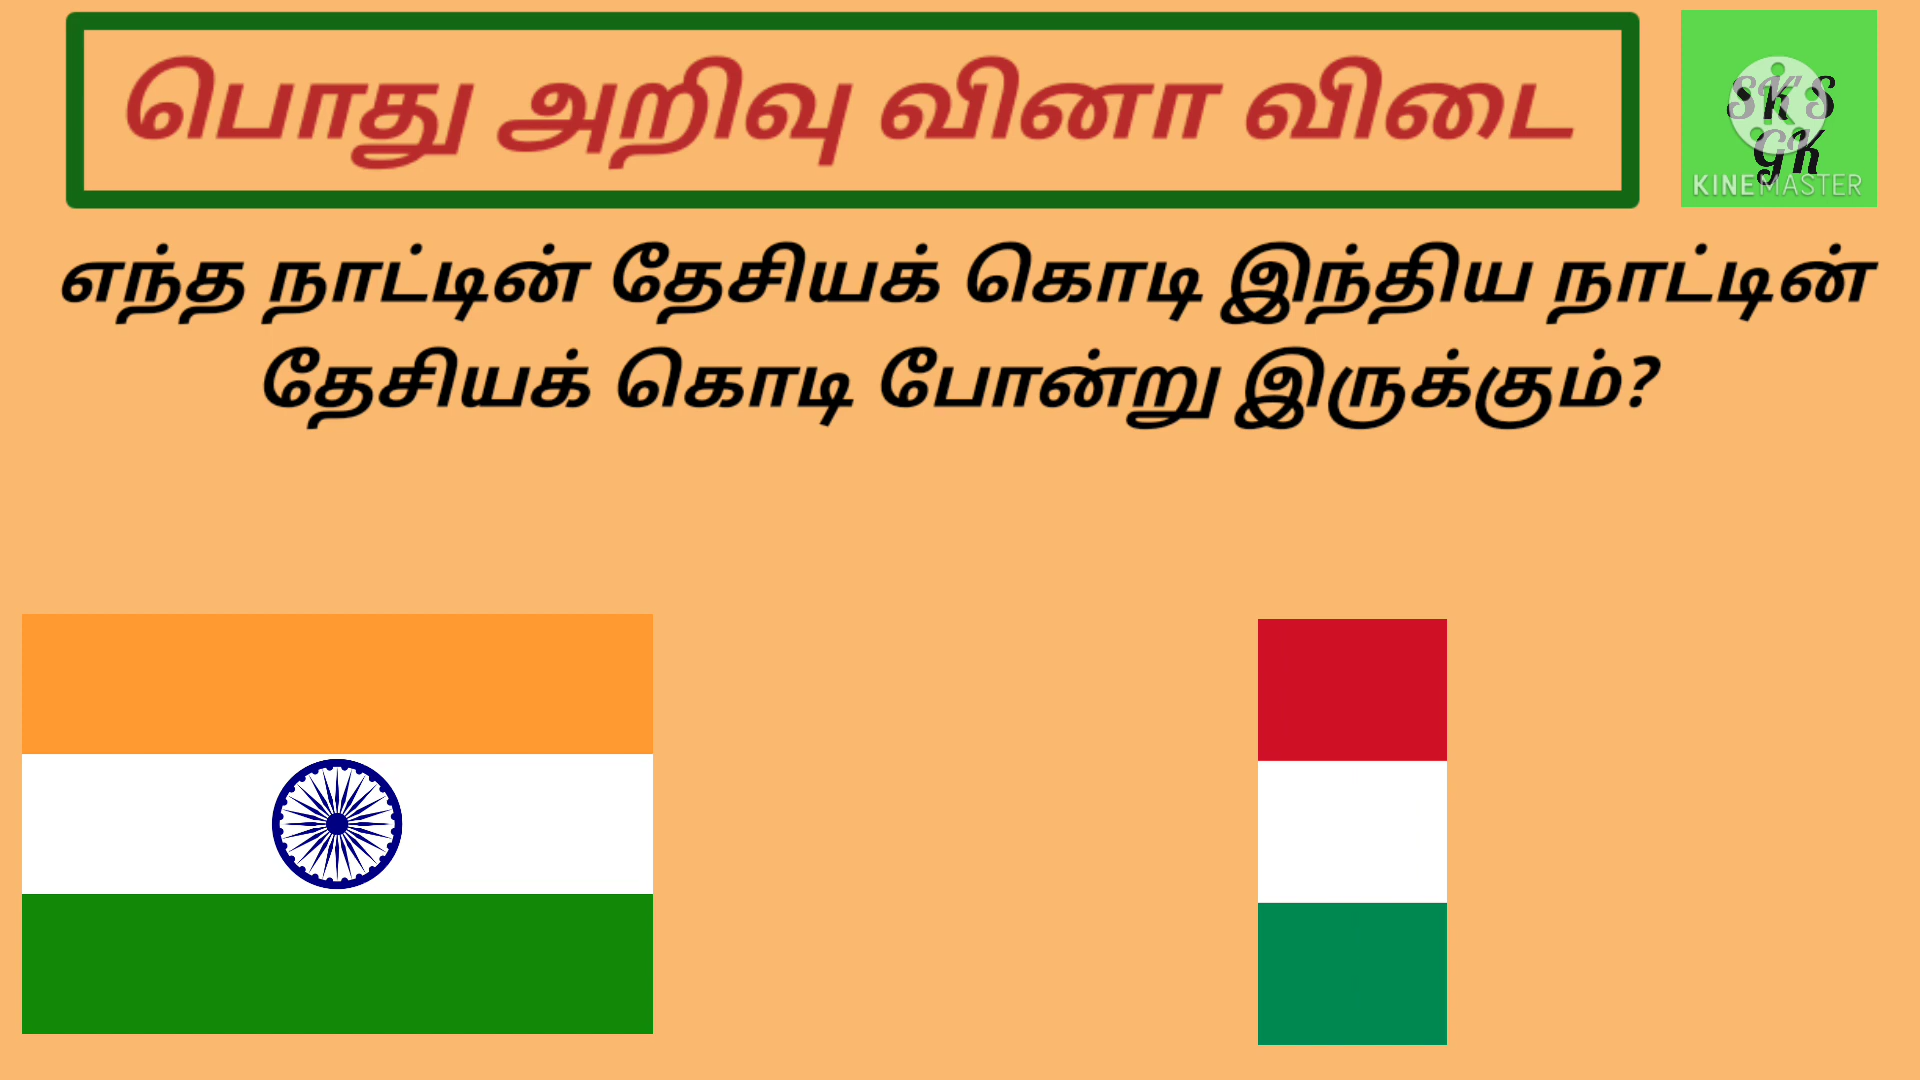 பொது அறிவு வினா விடை
SKS
GK
KINEMASTER
எந்த நாட்டின் தேசியக் கொடி இந்திய நாட்டின்
தேசியக் கொடி போன்று இருக்கும்?